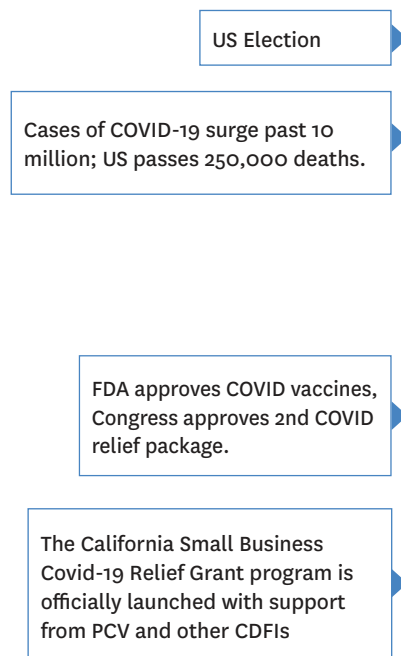 US Election
Cases of COVID-19 surge past 10
million; US passes 250,000 deaths.
FDA approves COVID vaccines,
Congress approves 2nd COVID
relief package.
The California Small Business
Covid-19 Relief Grant program is
officially launched with support
from PCV and other CDFIs